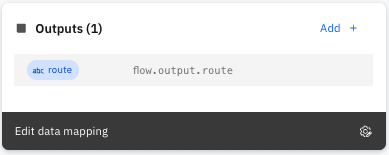 Outputs (1)
Add +
abc route
flow.output.route
Edit data mapping